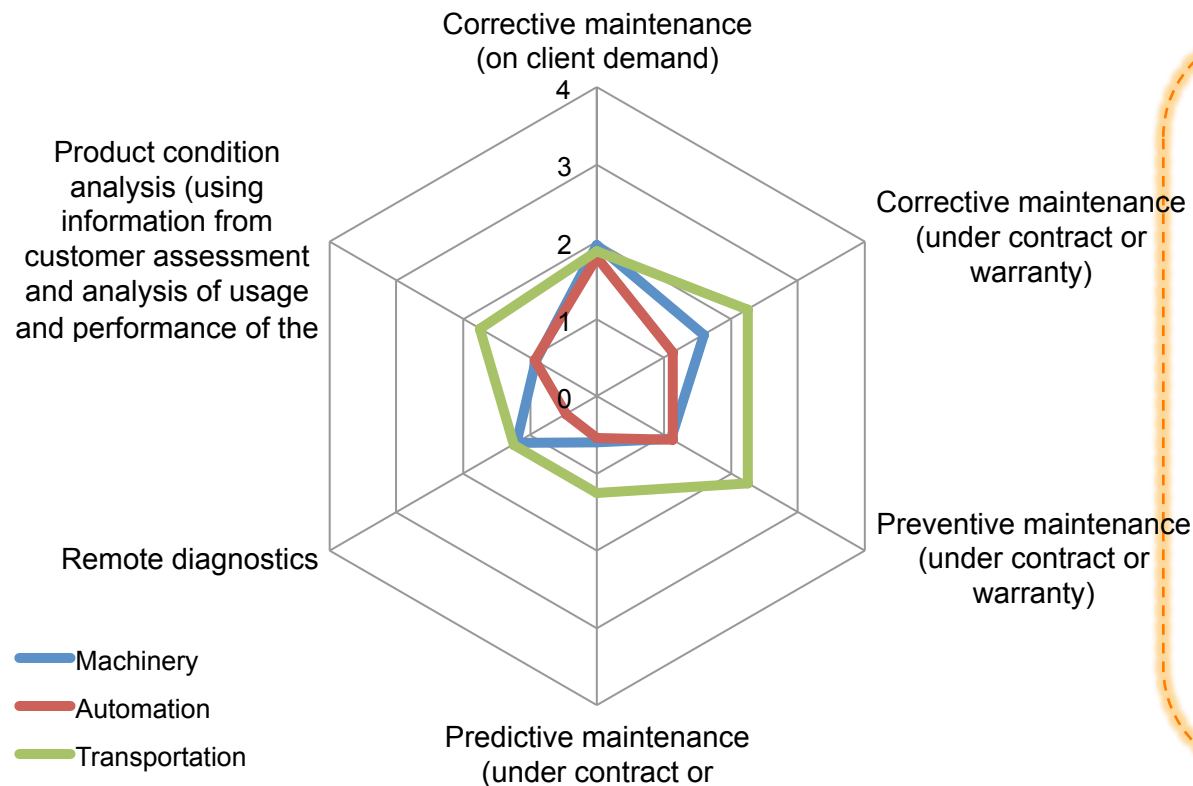 Corrective maintenance
(on client demand)
4
3
2
1
0
Corrective maintenance
(under contract or
warranty)
Preventive maintenance
(under contract or
warranty)
Predictive maintenance
(under contract or
Remote diagnostics
Product condition
analysis (using
information from
customer assessment
and analysis of usage
and performance of the
Machinery
Automation
Transportation